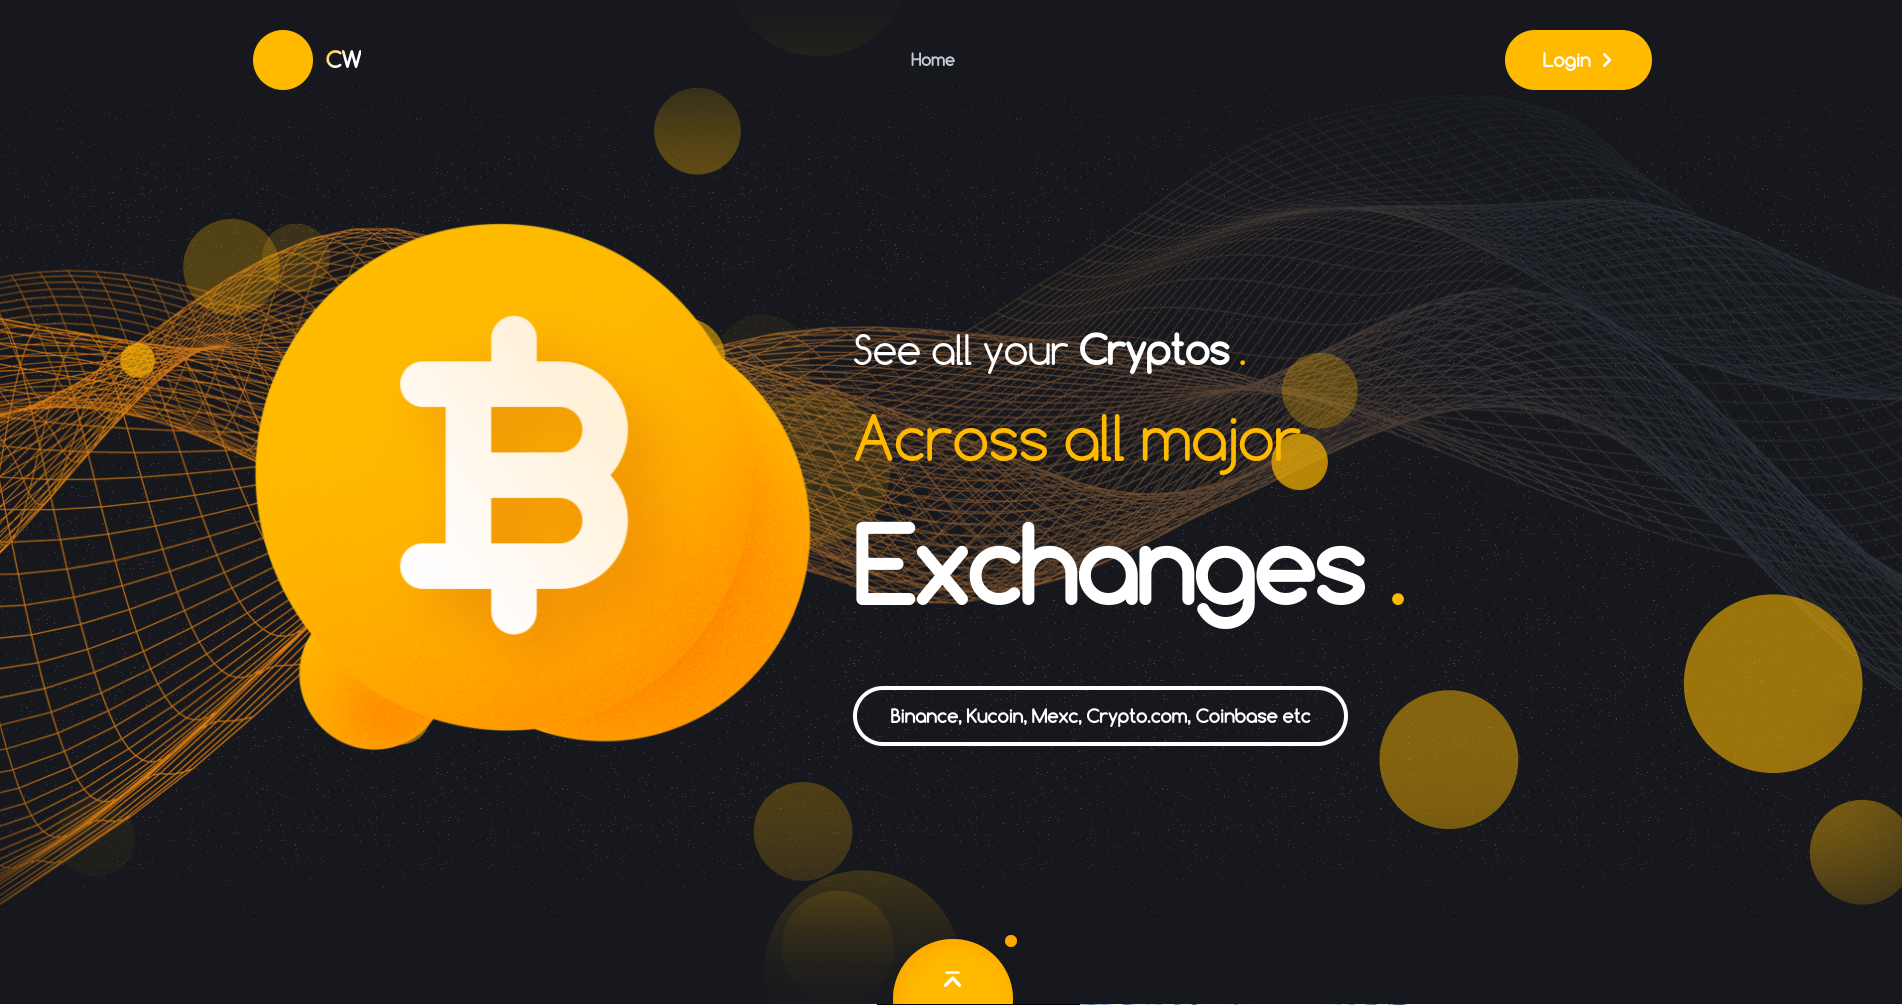 CW
Home
Login
See all your Cryptos .
Across all major
Exchanges .
Binance, Kucoin, Mexc, Crypto.com, Coinbase etc